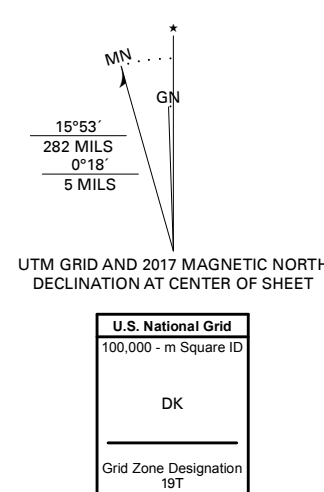 ★
MN
GN
15°53´
282 MILS
0°18´
5 MILS
UTM GRID AND 2017 MAGNETIC NORTH
DECLINATION AT CENTER OF SHEET
U.S. National Grid
100,000 - m Square ID
DK
Grid Zone Designation
19T